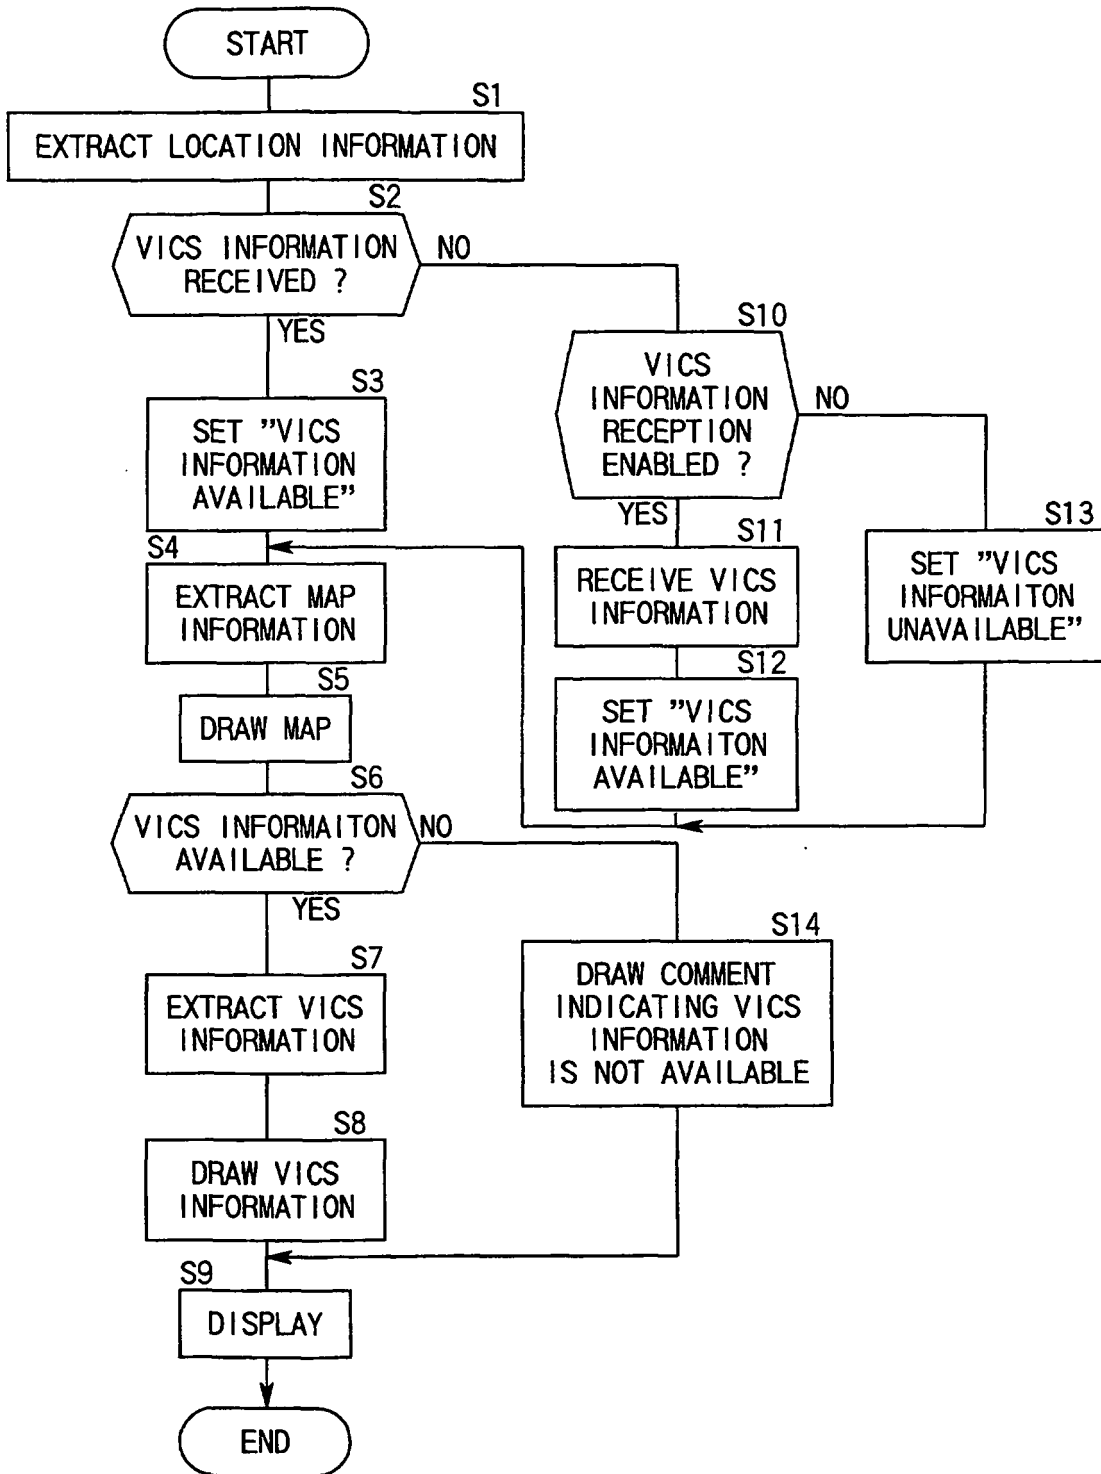 START
S1
EXTRACT LOCATION INFORMATION
S2
VICS INFORMATION
RECEIVED ?
NO
YES
S10
VICS
INFORMATION
RECEPTION
ENABLED ?
NO
YES
S3
SET "VICS
INFORMATION
AVAILABLE"
S11
RECEIVE VICS
INFORMATION
S13
SET "VICS
INFORMAITON
UNAVAILABLE"
S4
EXTRACT MAP
INFORMATION
S12
SET "VICS
INFORMAITON
AVAILABLE"
S5
DRAW MAP
S6
VICS INFORMAITON
AVAILABLE ?
NO
YES
S14
DRAW COMMENT
INDICATING VICS
INFORMATION
IS NOT AVAILABLE
S7
EXTRACT VICS
INFORMATION
S8
DRAW VICS
INFORMATION
S9
DISPLAY
END